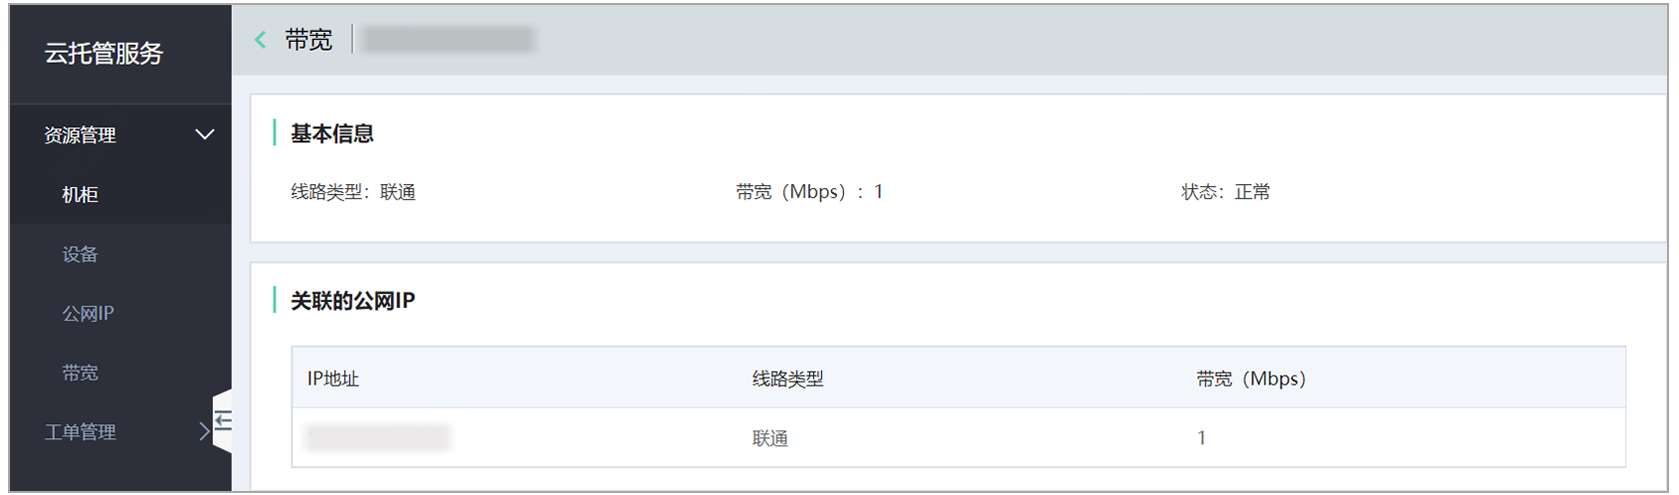 云托管服务
资源管理
机柜
设备
公网IP
带宽
工单管理
带宽
基本信息
线路类型：联通
带宽（Mbps）：1
状态：正常
关联的公网IP
IP地址 线路类型 带宽（Mbps）
联通 1